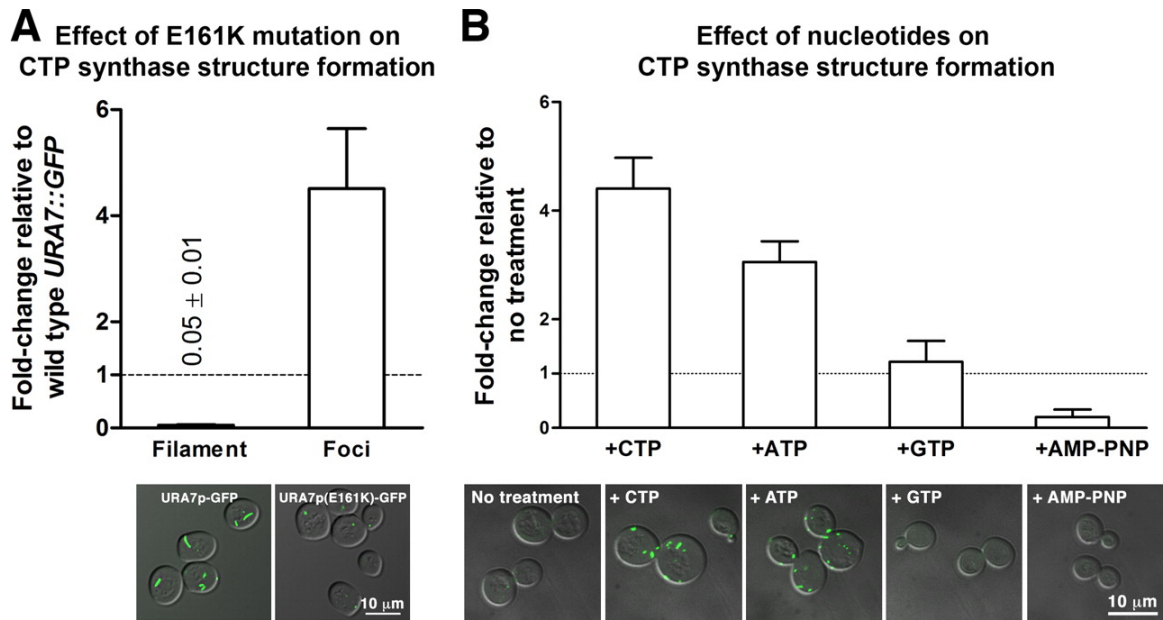 A
Effect of E161K mutation on
CTP synthase structure formation
Fold-change relative to
wild type URA7::GFP
6
4
2
1
0
0.05 ± 0.01
Filament
Foci
URA7p-GFP
URA7p(E161K)-GFP
10 μm
B
Effect of nucleotides on
CTP synthase structure formation
Fold-change relative to
no treatment
6
4
2
1
0
+CTP
+ATP
+GTP
+AMP-PNP
No treatment
+ CTP
+ ATP
+ GTP
+ AMP-PNP
10 μm